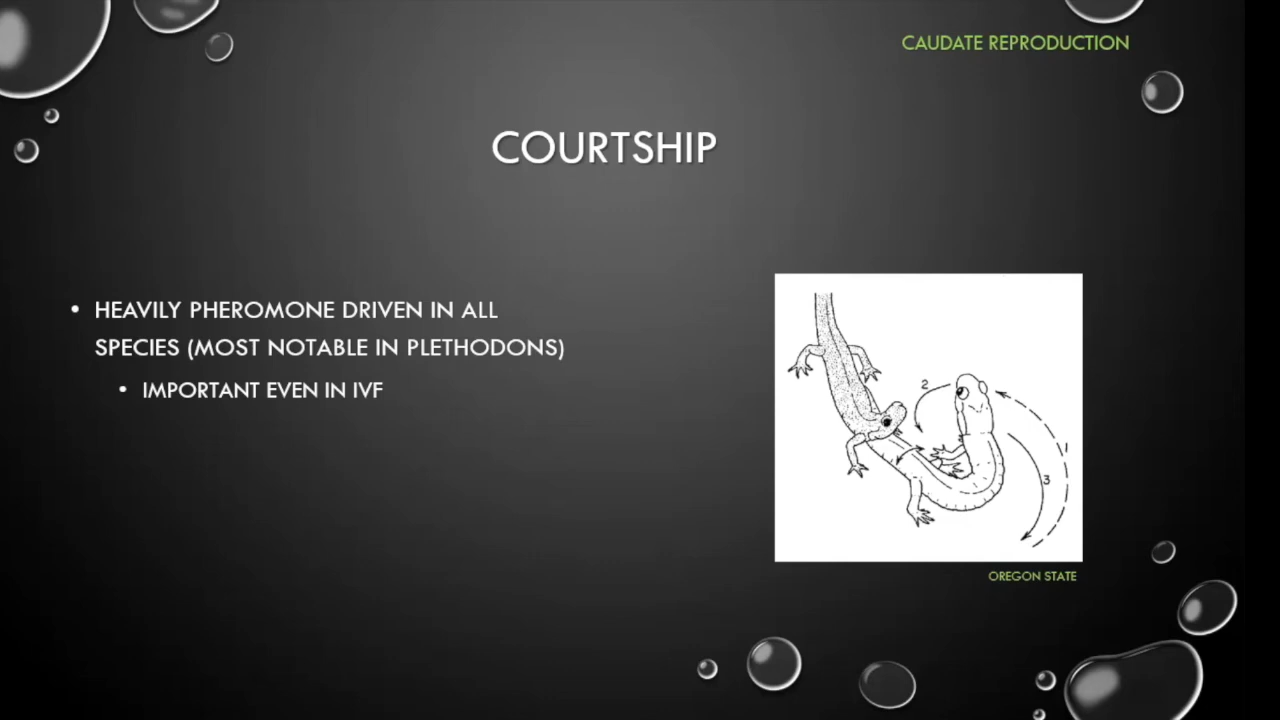 CAUDATE REPRODUCTION
COURTSHIP
• HEAVILY PHEROMONE DRIVEN IN ALL
SPECIES (MOST NOTABLE IN PLETHODONS)
• IMPORTANT EVEN IN IVF
2
1
3
OREGON STATE